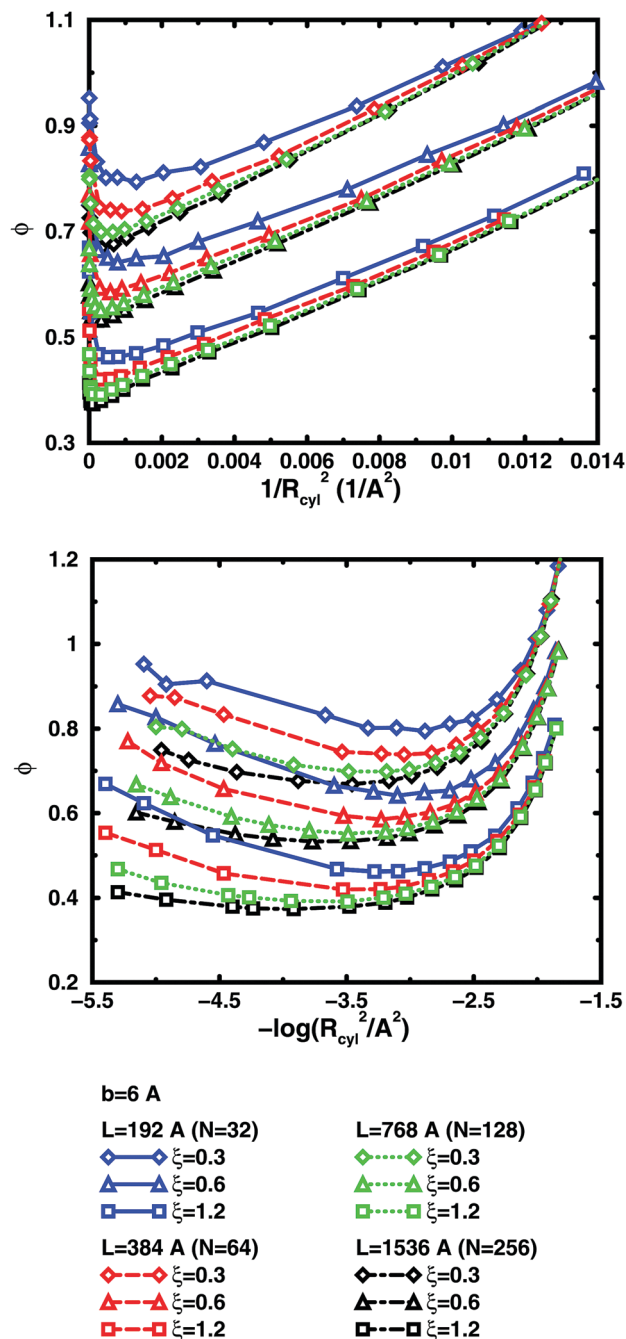 1.1
0.9
0.7
0.5
0.3
ϕ
0 0.002 0.004 0.006 0.008 0.01 0.012 0.014
1/R_cyl^2 (1/A^2)
1.2
1
0.8
0.6
0.4
0.2
ϕ
−5.5 −4.5 −3.5 −2.5 −1.5
−log(R_cyl^2/A^2)
b=6 A
L=192 A (N=32)
ξ=0.3
ξ=0.6
ξ=1.2
L=384 A (N=64)
ξ=0.3
ξ=0.6
ξ=1.2
L=768 A (N=128)
ξ=0.3
ξ=0.6
ξ=1.2
L=1536 A (N=256)
ξ=0.3
ξ=0.6
ξ=1.2